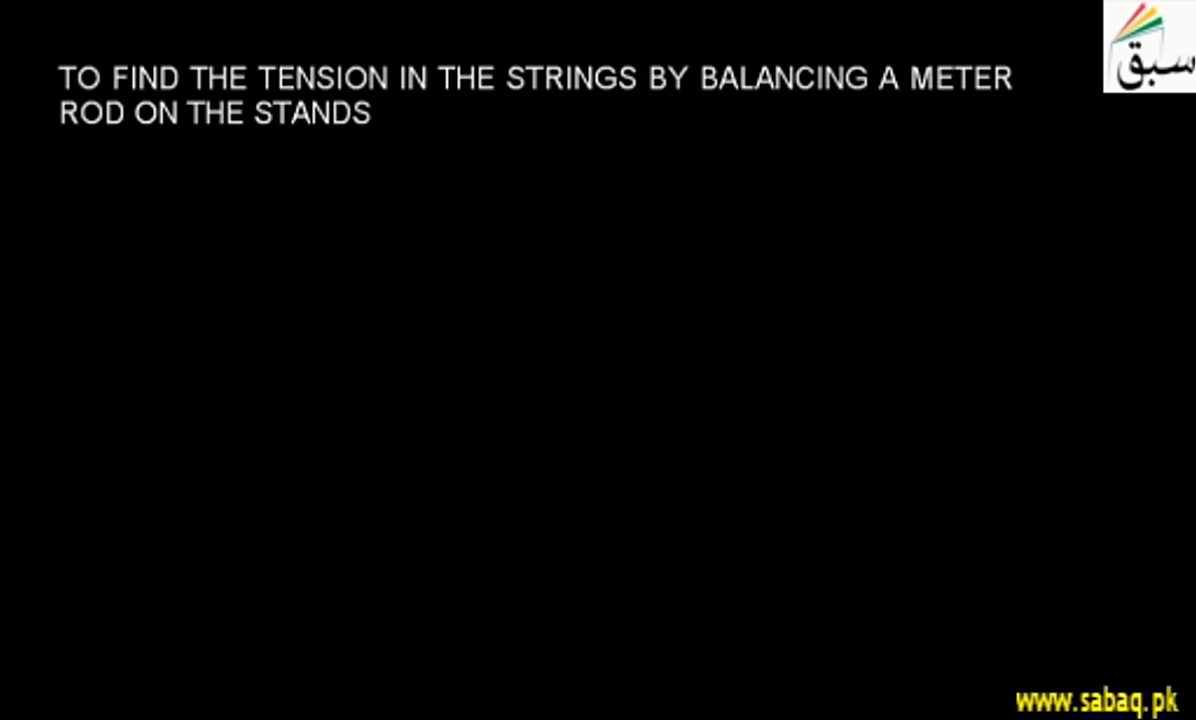 سبق
TO FIND THE TENSION IN THE STRINGS BY BALANCING A METER
ROD ON THE STANDS
www.sabaq.pk